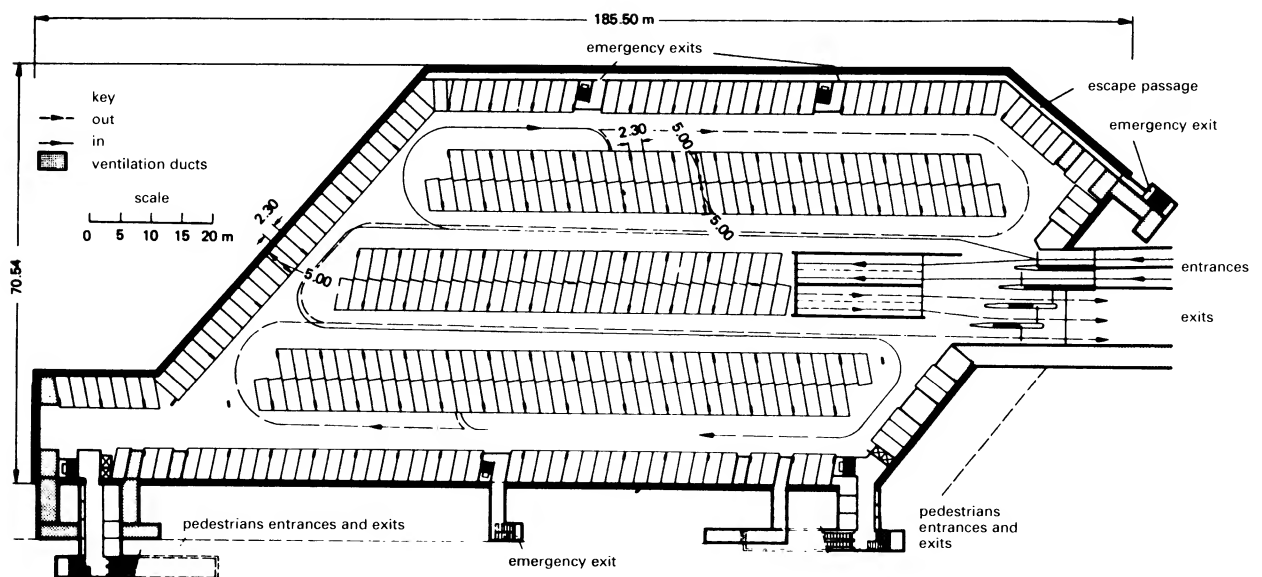 185.50 m
emergency exits
key
out
in
ventilation ducts
escape passage
emergency exit
scale
0 5 10 15 20 m
2.30
5.00
5.00
2.30
5.00
70.54
entrances
exits
pedestrians entrances and exits
emergency exit
pedestrians
entrances and
exits